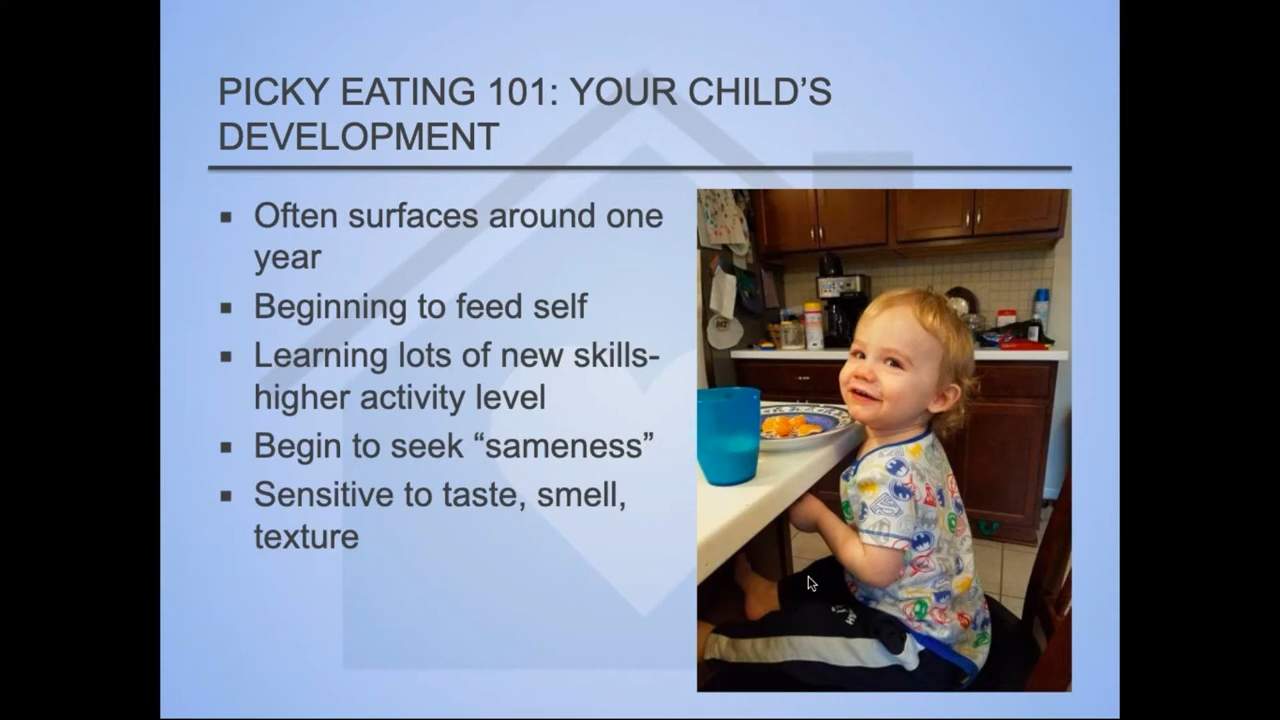 PICKY EATING 101: YOUR CHILD’S
DEVELOPMENT
▪ Often surfaces around one
year
▪ Beginning to feed self
▪ Learning lots of new skills-
higher activity level
▪ Begin to seek “sameness”
▪ Sensitive to taste, smell,
texture